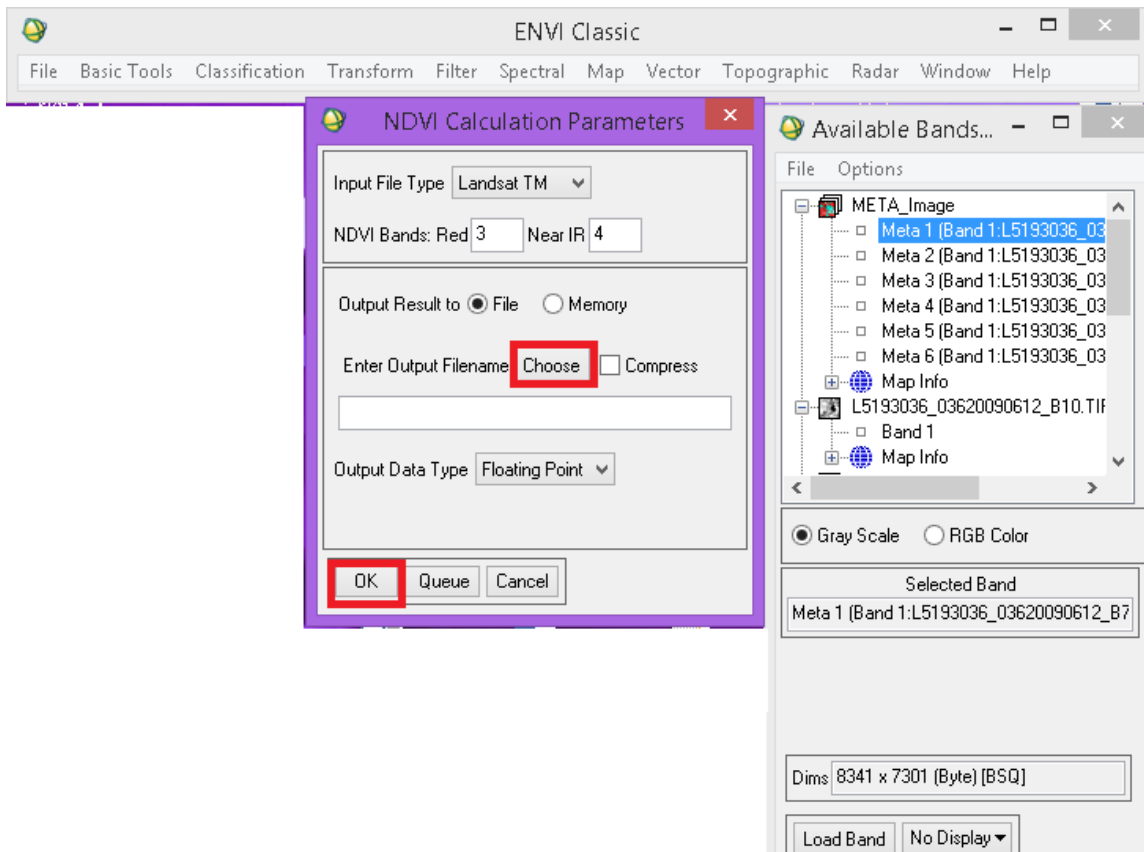 ENVI Classic
File Basic Tools Classification Transform Filter Spectral Map Vector Topographic Radar Window Help
NDVI Calculation Parameters
Input File Type Landsat TM
NDVI Bands: Red 3 Near IR 4
Output Result to File Memory
Enter Output Filename Choose Compress
Output Data Type Floating Point
OK Queue Cancel
Available Bands...
File Options
META_Image
Meta 1 (Band 1:L5193036_03
Meta 2 (Band 1:L5193036_03
Meta 3 (Band 1:L5193036_03
Meta 4 (Band 1:L5193036_03
Meta 5 (Band 1:L5193036_03
Meta 6 (Band 1:L5193036_03
Map Info
L5193036_03620090612_B10.TIF
Band 1
Map Info
Gray Scale RGB Color
Selected Band
Meta 1 (Band 1:L5193036_03620090612_B7
Dims 8341 x 7301 (Byte) [BSQ]
Load Band No Display